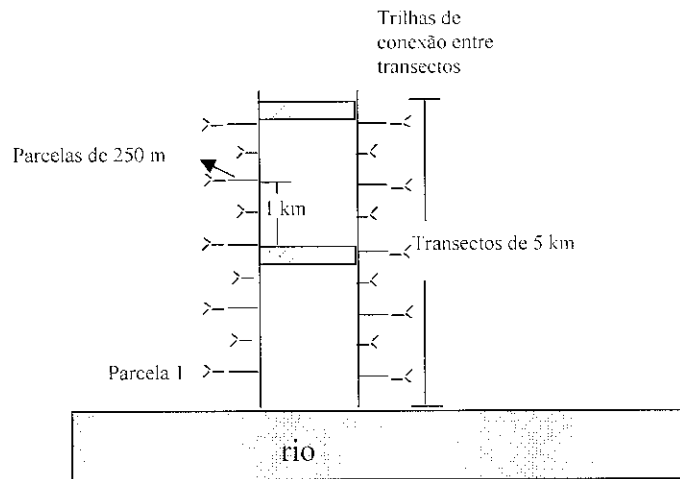 Trilhas de
conexão entre
transectos
Parcelas de 250 m
1 km
Transectos de 5 km
Parcela 1
rio